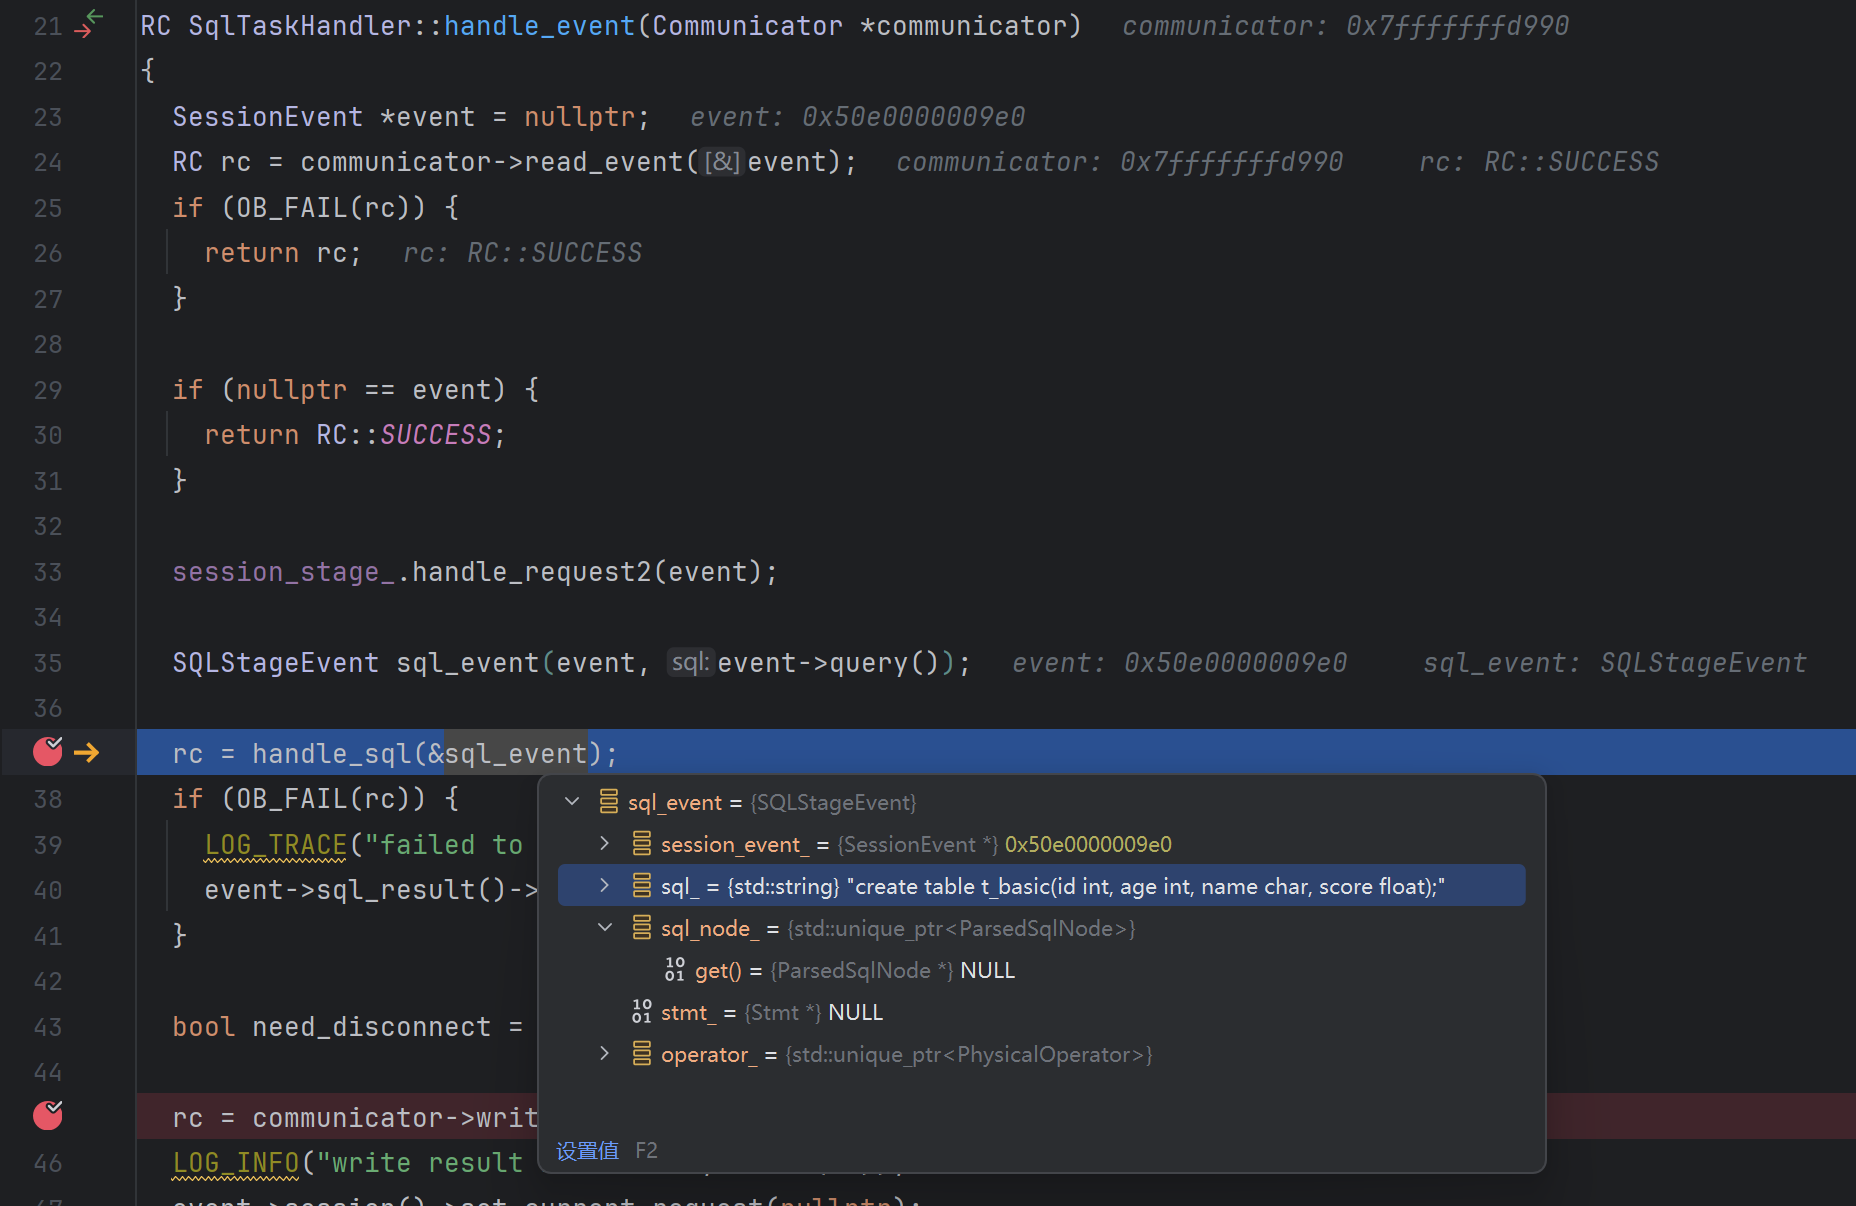 21 RC SqlTaskHandler::handle_event(Communicator *communicator) communicator: 0x7fffffffd990
22 {
23 SessionEvent *event = nullptr; event: 0x50e0000009e0
24 RC rc = communicator->read_event([&]event); communicator: 0x7fffffffd990 rc: RC::SUCCESS
25 if (OB_FAIL(rc)) {
26 return rc; rc: RC::SUCCESS
27 }
28
29 if (nullptr == event) {
30 return RC::SUCCESS;
31 }
32
33 session_stage_.handle_request2(event);
34
35 SQLStageEvent sql_event(event, sql: event->query()); event: 0x50e0000009e0 sql_event: SQLStageEvent
36
rc = handle_sql(&sql_event);
38 if (OB_FAIL(rc)) {
39 LOG_TRACE("failed to
40 event->sql_result()->
41 }
42
43 bool need_disconnect =
44
rc = communicator->writ
46 LOG_INFO("write result
47 event->session()->set_current_request(nullptr);
sql_event = {SQLStageEvent}
session_event_ = {SessionEvent *} 0x50e0000009e0
sql_ = {std::string} "create table t_basic(id int, age int, name char, score float);"
sql_node_ = {std::unique_ptr<ParsedSqlNode>}
get() = {ParsedSqlNode *} NULL
stmt_ = {Stmt *} NULL
operator_ = {std::unique_ptr<PhysicalOperator>}
设置值 F2